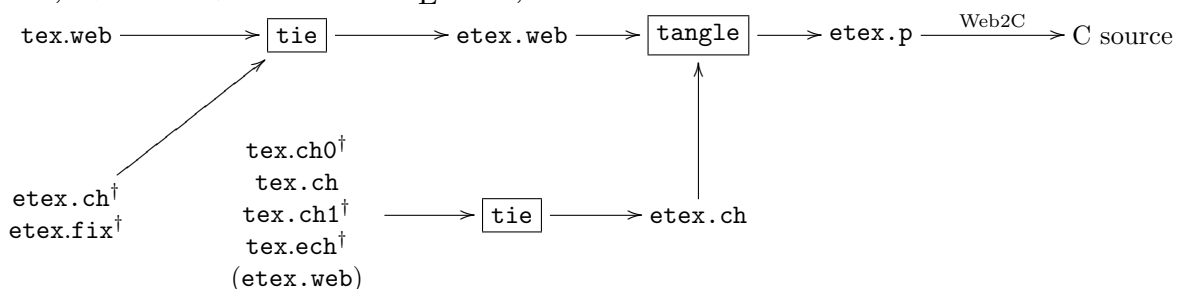 tex.web tie etex.web tangle etex.p Web2C C source
tex.ch0†
tex.ch
etex.ch†
etex.fix†
tex.ch1† tie etex.ch
tex.ech†
(etex.web)